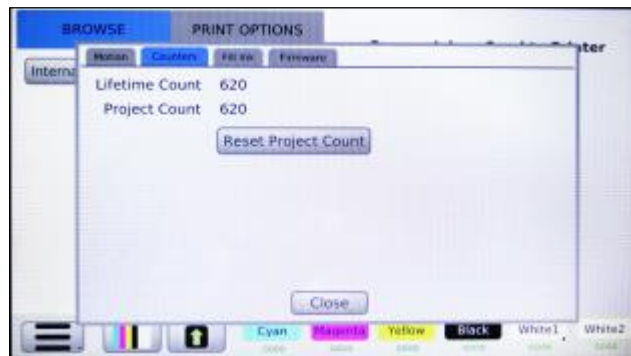 BROWSE PRINT OPTIONS
Motion Counters Fill Ink Firmware
Interna
Lifetime Count 620
Project Count 620
Reset Project Count
Close
Cyan Magenta Yellow Black White1 White2